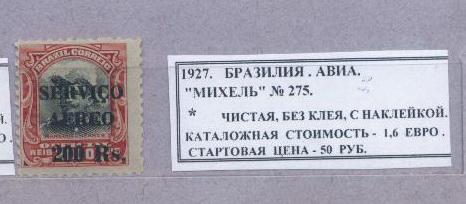 BRAZIL CORREIO
SERVIÇO
AEREO
200 Rs.
REIS
1927. БРАЗИЛИЯ. АВИА.
"МИХЕЛЬ" № 275.
* ЧИСТАЯ, БЕЗ КЛЕЯ, С НАКЛЕЙКОЙ.
КАТАЛОЖНАЯ СТОИМОСТЬ - 1,6 ЕВРО.
СТАРТОВАЯ ЦЕНА - 50 РУБ.